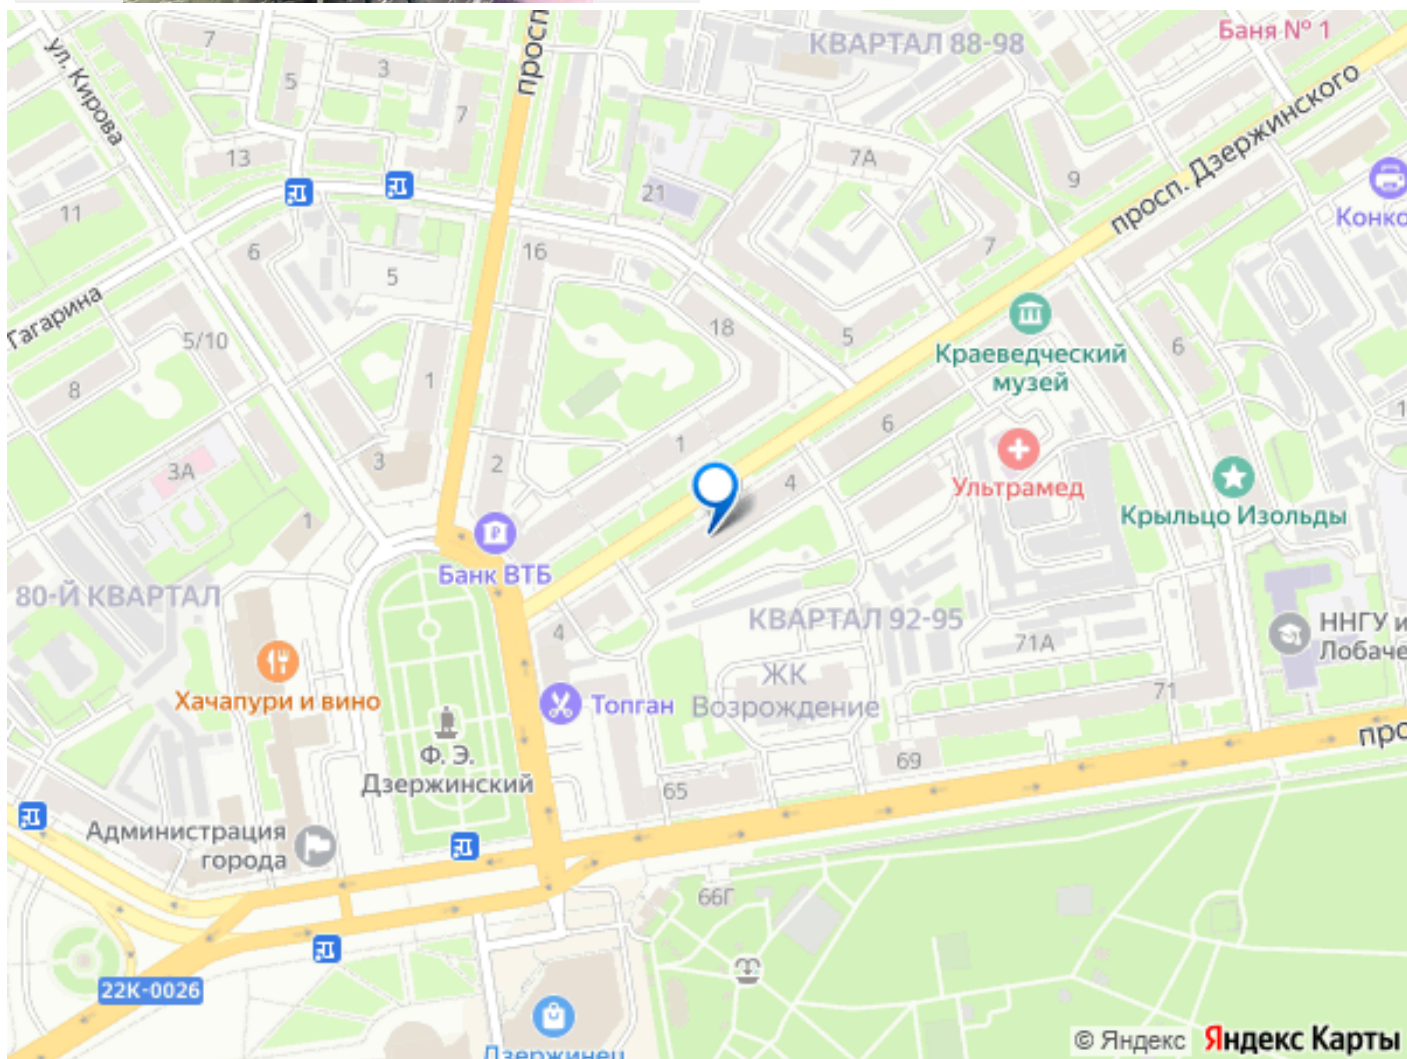 Баня № 1
КВАРТАЛ 88-98
ул. Кирова
просп
просп. Дзержинского
7
3
5
7
13
7А
9
21
11
Конко
6
16
7
5
Гагарина
5/10
18
5
6
Краеведческий
музей
8
1
1
6
1
3
2
4
3А
Ультрамед
Крыльцо Изольды
1
Банк ВТБ
80-Й КВАРТАЛ
4
КВАРТАЛ 92-95
71А
ННГУ и
Лобаче
ЖК
Возрождение
Хачапури и вино
Топган
71
про
Ф. Э.
Дзержинский
69
65
Администрация
города
66Г
22К-0026
Дзержинец
© Яндекс Яндекс Карты